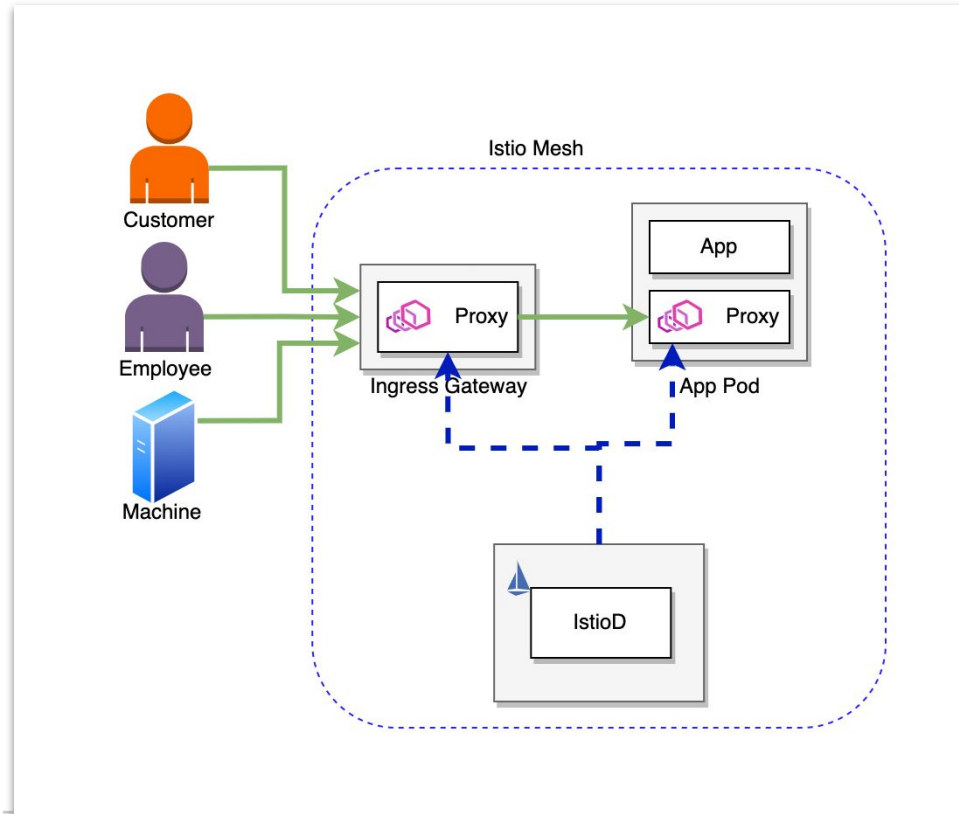 Istio Mesh
Customer
Employee
Machine
Proxy
Ingress Gateway
App
Proxy
App Pod
IstioD